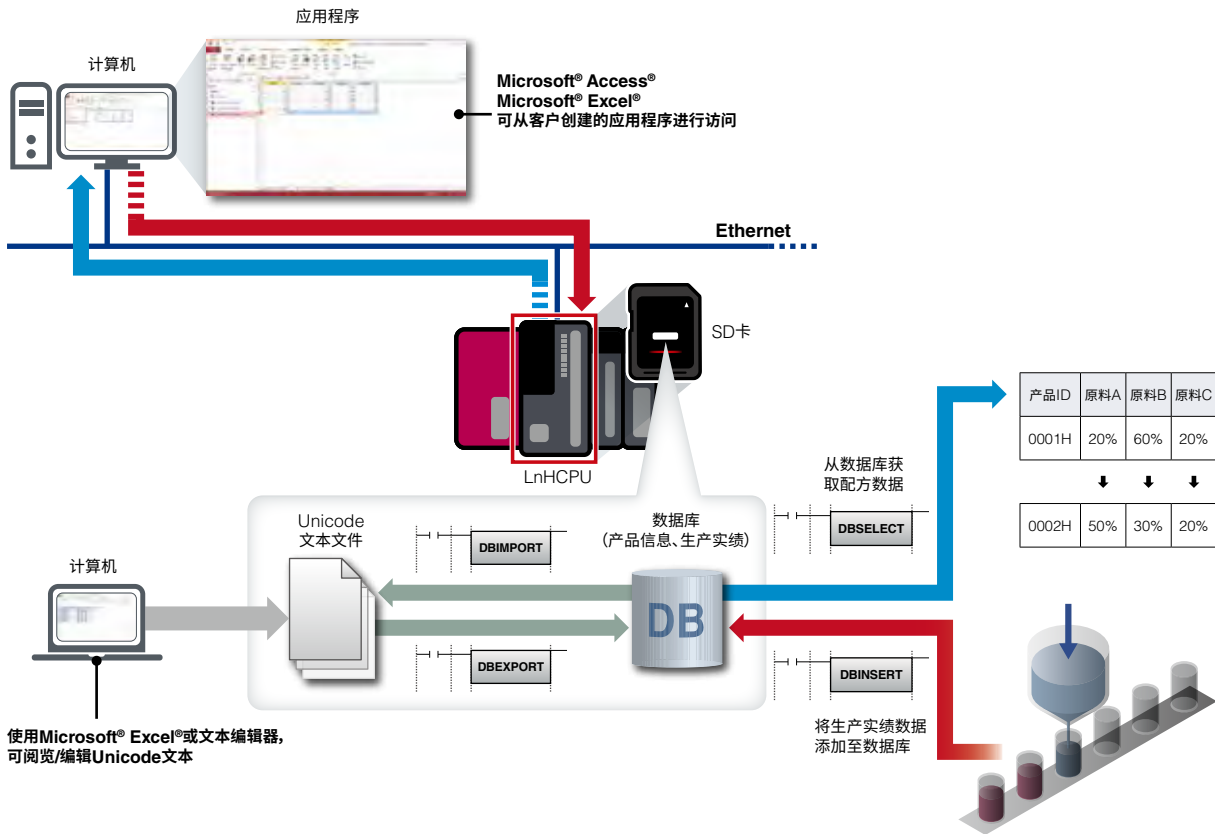 应用程序
计算机
Microsoft® Access®
Microsoft® Excel®
可从客户创建的应用程序进行访问
Ethernet
SD卡
LnHCPU
产品ID 原料A 原料B 原料C
0001H 20% 60% 20%
0002H 50% 30% 20%
从数据库获
取配方数据
DBSELECT
Unicode
文本文件
DBIMPORT
数据库
(产品信息、生产实绩)
计算机
DB
DBEXPORT
DBINSERT
将生产实绩数据
添加至数据库
使用Microsoft® Excel®或文本编辑器,
可阅览/编辑Unicode文本